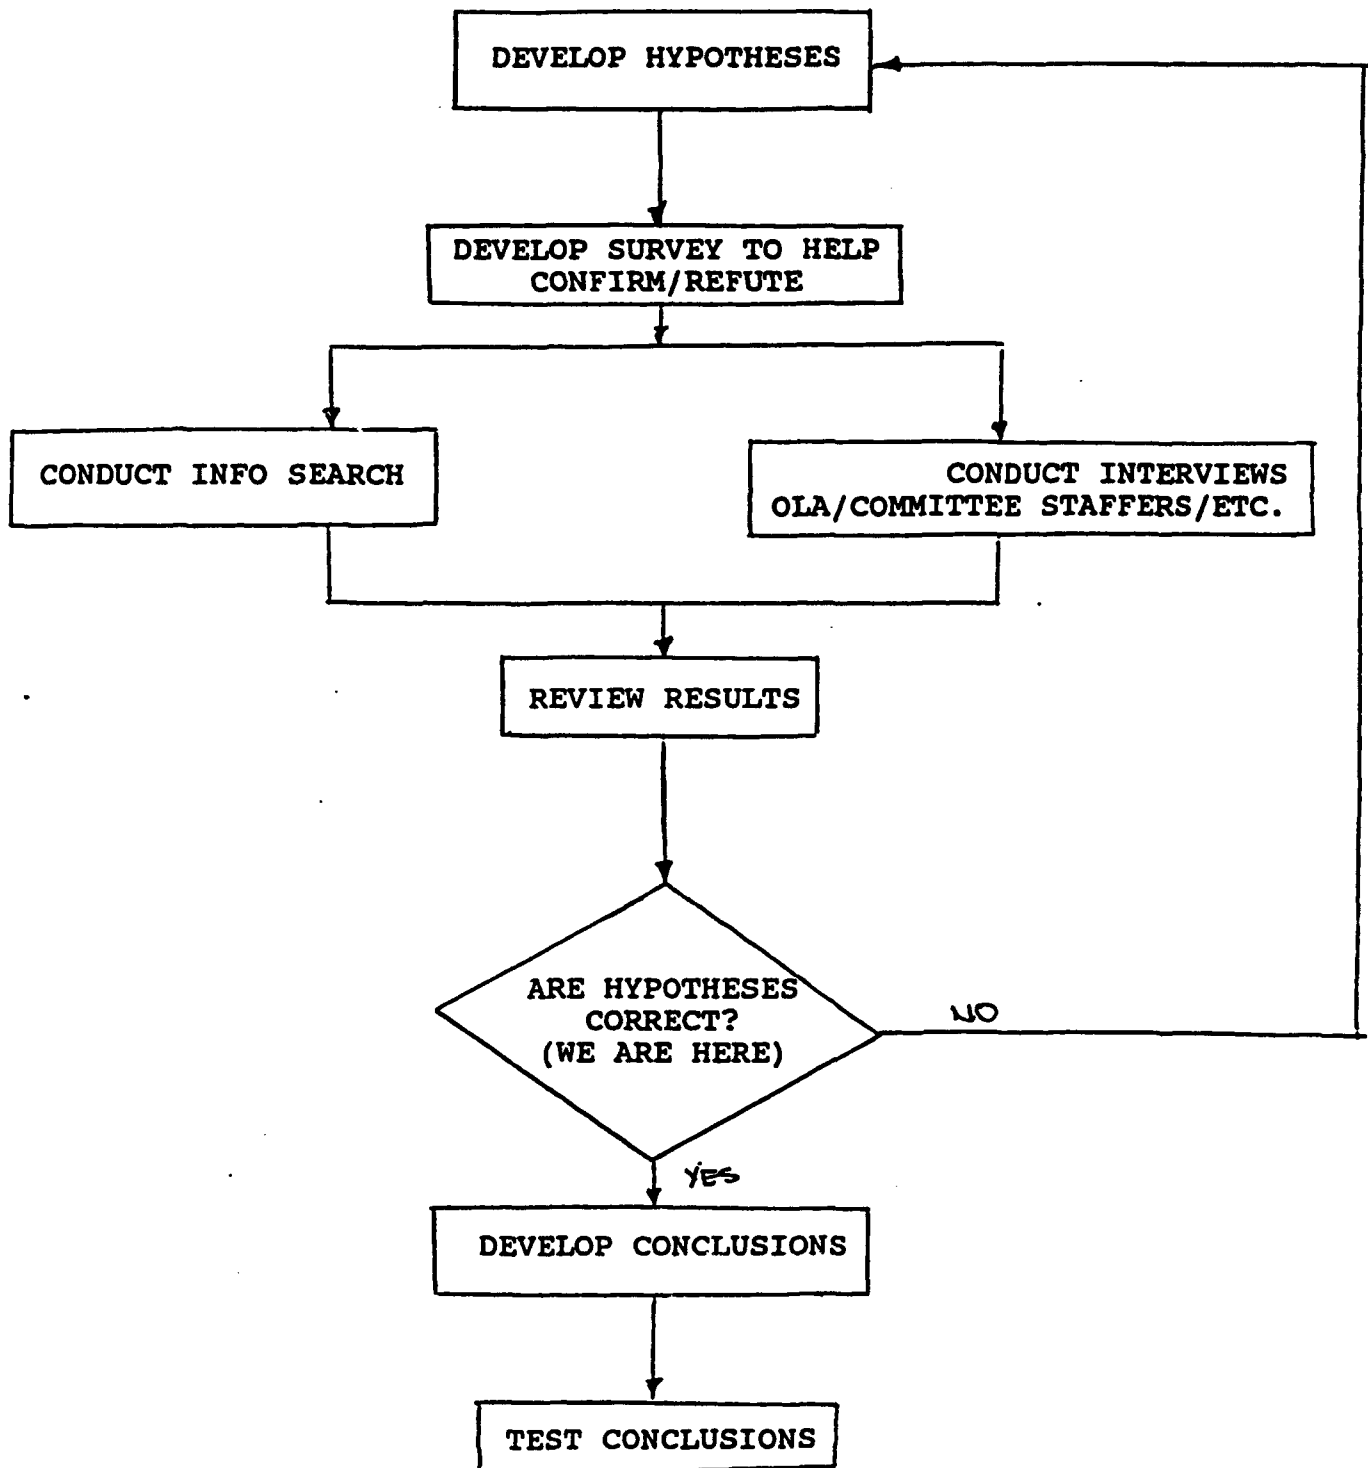 DEVELOP HYPOTHESES
DEVELOP SURVEY TO HELP
CONFIRM/REFUTE
CONDUCT INFO SEARCH
CONDUCT INTERVIEWS
OLA/COMMITTEE STAFFERS/ETC.
REVIEW RESULTS
ARE HYPOTHESES
CORRECT?
(WE ARE HERE)
NO
YES
DEVELOP CONCLUSIONS
TEST CONCLUSIONS